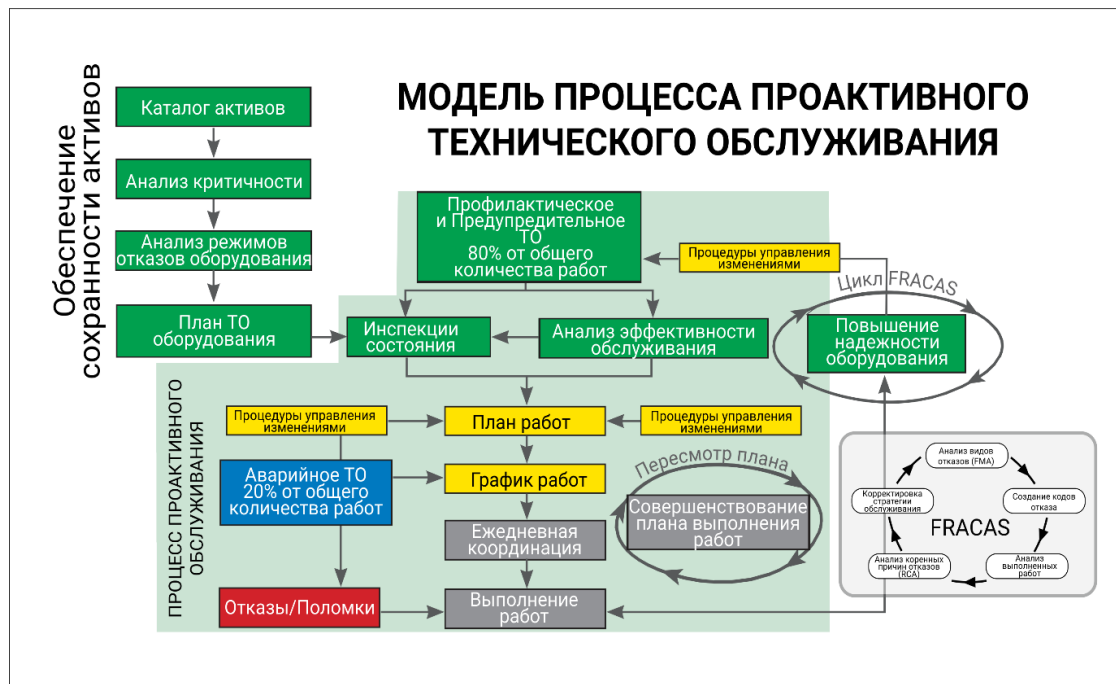 Обеспечение
сохранности активов
МОДЕЛЬ ПРОЦЕССА ПРОАКТИВНОГО
ТЕХНИЧЕСКОГО ОБСЛУЖИВАНИЯ
Каталог активов
Анализ критичности
Анализ режимов
отказов оборудования
План ТО
оборудования
Профилактическое
и Предупредительное
ТО
80% от общего
количества работ
Процедуры управления
изменениями
Цикл FRACAS
Инспекции
состояния
Анализ эффективности
обслуживания
Повышение
надежности
оборудования
ПРОЦЕСС ПРОАКТИВНОГО
ОБСЛУЖИВАНИЯ
Процедуры управления
изменениями
План работ
Процедуры управления
изменениями
Аварийное ТО
20% от общего
количества работ
График работ
Пересмотр плана
Совершенствование
плана выполнения
работ
Ежедневная
координация
Отказы/Поломки
Выполнение
работ
Анализ видов
отказов (FMA)
Корректировка
стратегии
обслуживания
Создание кодов
отказа
FRACAS
Анализ коренных
причин отказов
(RCA)
Анализ
выполненных
работ